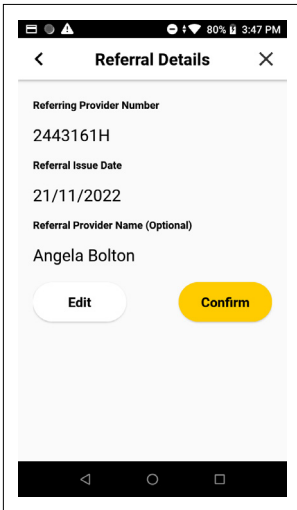 80% 3:47 PM
Referral Details
Referring Provider Number
2443161H
Referral Issue Date
21/11/2022
Referral Provider Name (Optional)
Angela Bolton
Edit Confirm